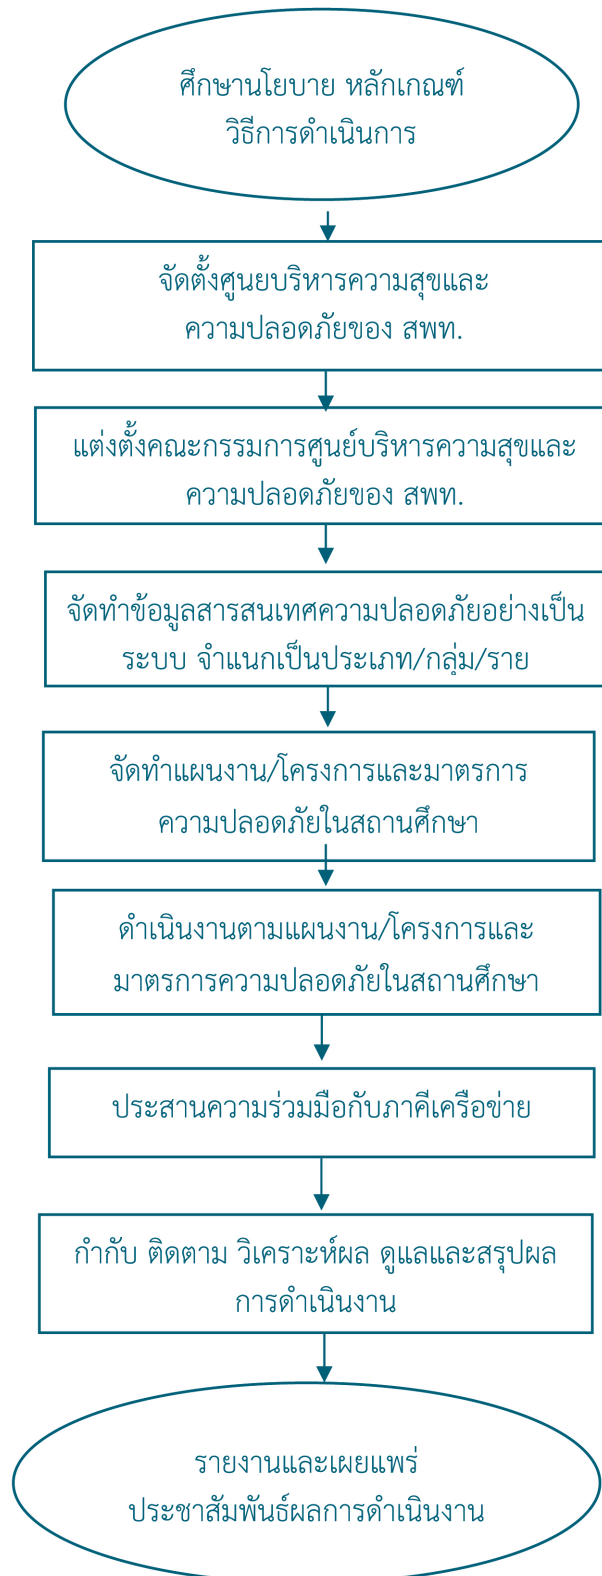 ศึกษานโยบาย หลักเกณฑ์
วิธีการดำเนินการ
จัดตั้งศูนยบริหารความสุขและ
ความปลอดภัยของ สพท.
แต่งตั้งคณะกรรมการศูนย์บริหารความสุขและ
ความปลอดภัยของ สพท.
จัดทำข้อมูลสารสนเทศความปลอดภัยอย่างเป็น
ระบบ จำแนกเป็นประเภท/กลุ่ม/ราย
จัดทำแผนงาน/โครงการและมาตรการ
ความปลอดภัยในสถานศึกษา
ดำเนินงานตามแผนงาน/โครงการและ
มาตรการความปลอดภัยในสถานศึกษา
ประสานความร่วมมือกับภาคีเครือข่าย
กำกับ ติดตาม วิเคราะห์ผล ดูแลและสรุปผล
การดำเนินงาน
รายงานและเผยแพร่
ประชาสัมพันธ์ผลการดำเนินงาน